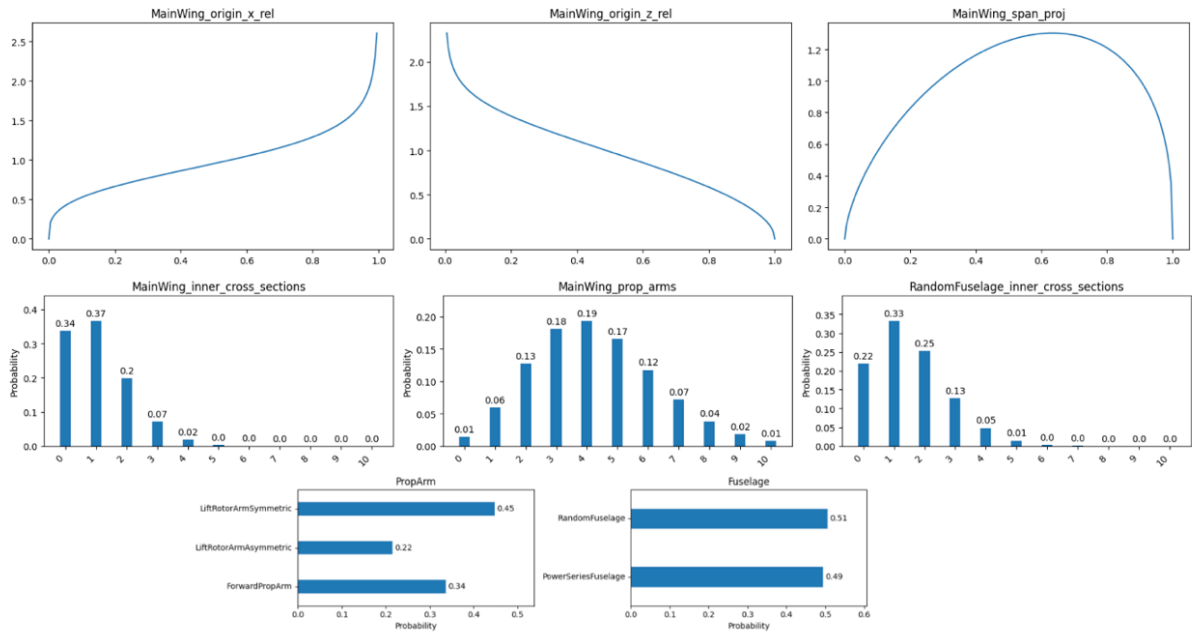 MainWing_origin_x_rel
2.5
2.0
1.5
1.0
0.5
0.0
0.0 0.2 0.4 0.6 0.8 1.0
MainWing_origin_z_rel
2.0
1.5
1.0
0.5
0.0
0.0 0.2 0.4 0.6 0.8 1.0
MainWing_span_proj
1.2
1.0
0.8
0.6
0.4
0.2
0.0
0.0 0.2 0.4 0.6 0.8 1.0
MainWing_inner_cross_sections
Probability
0.4
0.3
0.2
0.1
0.0
0.34 0.37 0.2 0.07 0.02 0.0 0.0 0.0 0.0 0.0 0.0
0 1 2 3 4 5 6 7 8 9 10
MainWing_prop_arms
Probability
0.20
0.15
0.10
0.05
0.00
0.01 0.06 0.13 0.18 0.19 0.17 0.12 0.07 0.04 0.02 0.01
0 1 2 3 4 5 6 7 8 9 10
RandomFuselage_inner_cross_sections
Probability
0.35
0.30
0.25
0.20
0.15
0.10
0.05
0.00
0.22 0.33 0.25 0.13 0.05 0.01 0.0 0.0 0.0 0.0 0.0
0 1 2 3 4 5 6 7 8 9 10
PropArm
LiftRotorArmSymmetric 0.45
LiftRotorArmAsymmetric 0.22
ForwardPropArm 0.34
0.0 0.1 0.2 0.3 0.4 0.5
Probability
Fuselage
RandomFuselage 0.51
PowerSeriesFuselage 0.49
0.0 0.1 0.2 0.3 0.4 0.5 0.6
Probability